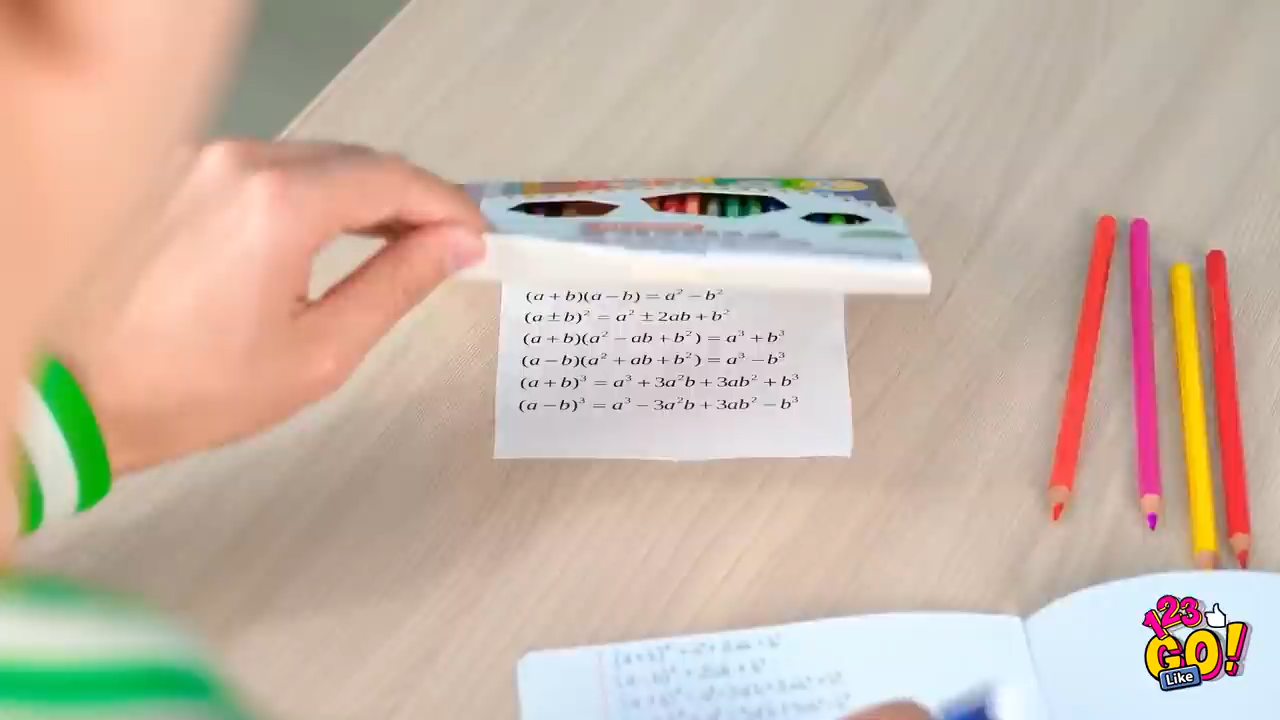 (a + b)(a − b) = a² − b²
(a ± b)² = a² ± 2ab + b²
(a + b)(a² − ab + b²) = a³ + b³
(a − b)(a² + ab + b²) = a³ − b³
(a + b)³ = a³ + 3a²b + 3ab² + b³
(a − b)³ = a³ − 3a²b + 3ab² − b³
123
GO!
Like